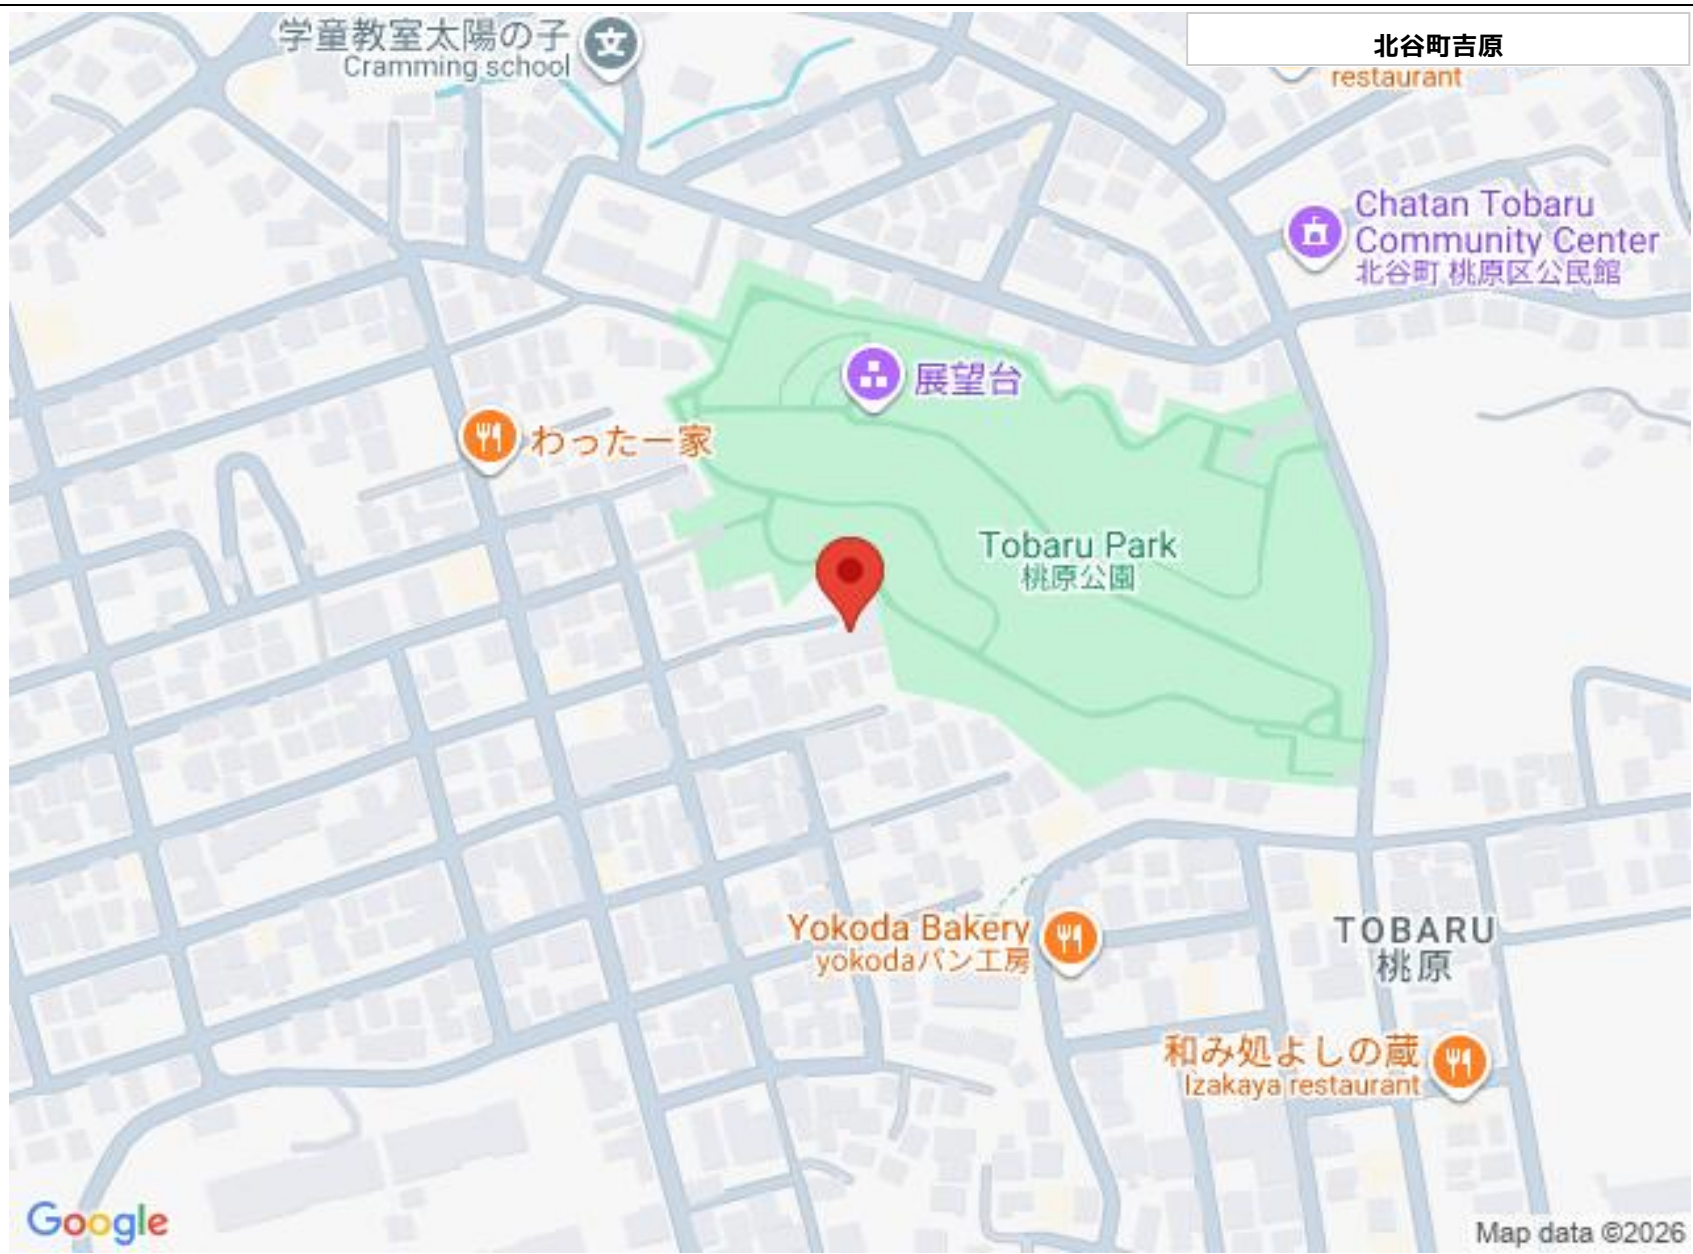 学童教室太陽の子
Cramming school
北谷町吉原
restaurant
Chatan Tobaru
Community Center
北谷町 桃原区公民館
展望台
わったー家
Tobaru Park
桃原公園
Yokoda Bakery
yokodaパン工房
TOBARU
桃原
和み処よしの蔵
Izakaya restaurant
Google
Map data ©2026